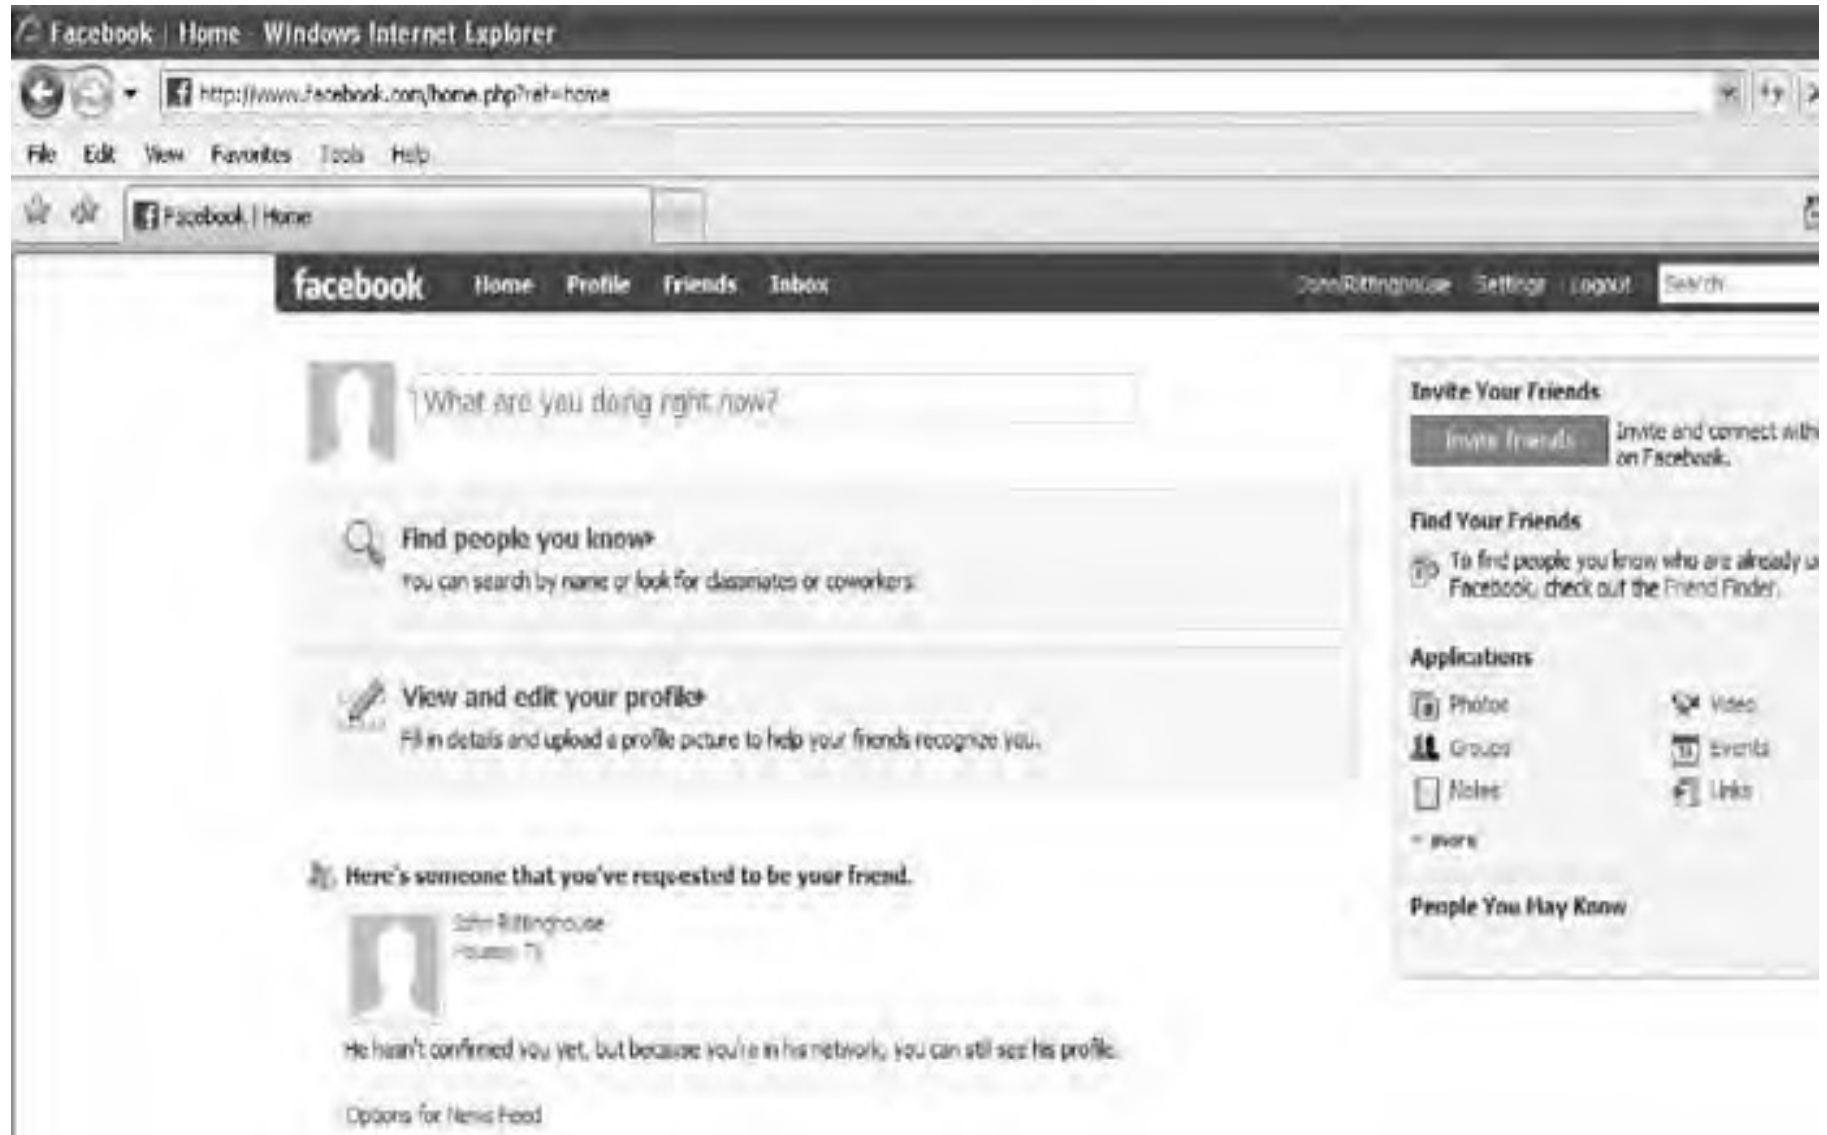 Facebook | Home - Windows Internet Explorer
http://www.facebook.com/home.php?ref=home
File Edit View Favorites Tools Help
Facebook | Home
facebook Home Profile Friends Inbox Settings Logout Search
What are you doing right now?
Find people you know
You can search by name or look for classmates or coworkers.
View and edit your profile
Fill in details and upload a profile picture to help your friends recognize you.
Here's someone that you've requested to be your friend.
John Rittinghouse
Houston, TX
He hasn't confirmed you yet, but because you're in his network, you can still see his profile.
Options for News Feed
Invite Your Friends
Invite Friends
Invite and connect with
on Facebook.
Find Your Friends
To find people you know who are already
Facebook, check out the Friend Finder.
Applications
Photos Video
Groups Events
Notes Links
more
People You May Know